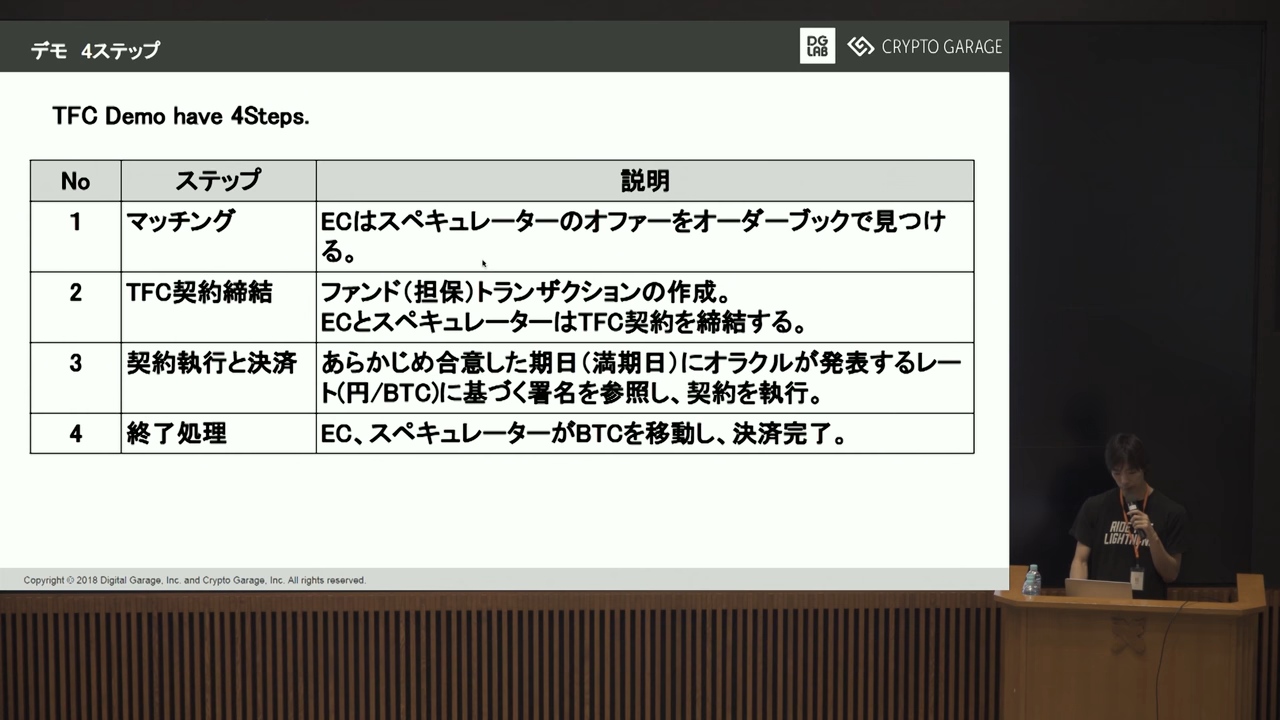 デモ 4ステップ
DG
LAB
CRYPTO GARAGE
TFC Demo have 4Steps.
No ステップ 説明
1 マッチング ECはスペキュレーターのオファーをオーダーブックで見つけ
る。
2 TFC契約締結 ファンド(担保)トランザクションの作成。
ECとスペキュレーターはTFC契約を締結する。
3 契約執行と決済 あらかじめ合意した期日(満期日)にオラクルが発表するレー
ト(円/BTC)に基づく署名を参照し、契約を執行。
4 終了処理 EC、スペキュレーターがBTCを移動し、決済完了。
Copyright © 2018 Digital Garage, Inc. and Crypto Garage, Inc. All rights reserved.